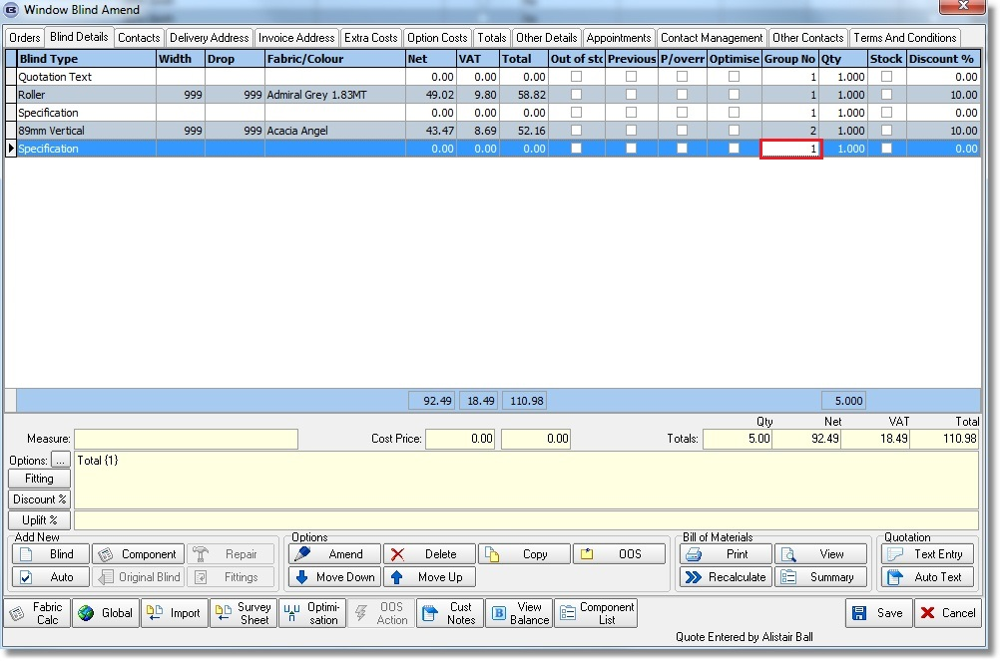 Window Blind Amend
Orders Blind Details Contacts Delivery Address Invoice Address Extra Costs Option Costs Totals Other Details Appointments Contact Management Other Contacts Terms And Conditions
Blind Type Width Drop Fabric/Colour Net VAT Total Out of stc Previous P/overr Optimise Group No Qty Stock Discount %
Quotation Text 0.00 0.00 0.00 1 1.000 0.00
Roller 999 999 Admiral Grey 1.83MT 49.02 9.80 58.82 1 1.000 10.00
Specification 0.00 0.00 0.00 1 1.000 0.00
89mm Vertical 999 999 Acacia Angel 43.47 8.69 52.16 2 1.000 10.00
Specification 0.00 0.00 0.00 1 1.000 0.00
92.49 18.49 110.98 5.000
Qty Net VAT Total
Measure: Cost Price: 0.00 0.00 Totals: 5.00 92.49 18.49 110.98
Options: ... Total {1}
Fitting
Discount %
Uplift %
Add New Options Bill of Materials Quotation
Blind Component Repair Amend Delete Copy OOS Print View Text Entry
Auto Original Blind Fittings Move Down Move Up Recalculate Summary Auto Text
Fabric Calc Global Import Survey Sheet Optimi-sation OOS Action Cust Notes View Balance Component List Save Cancel
Quote Entered by Alistair Ball